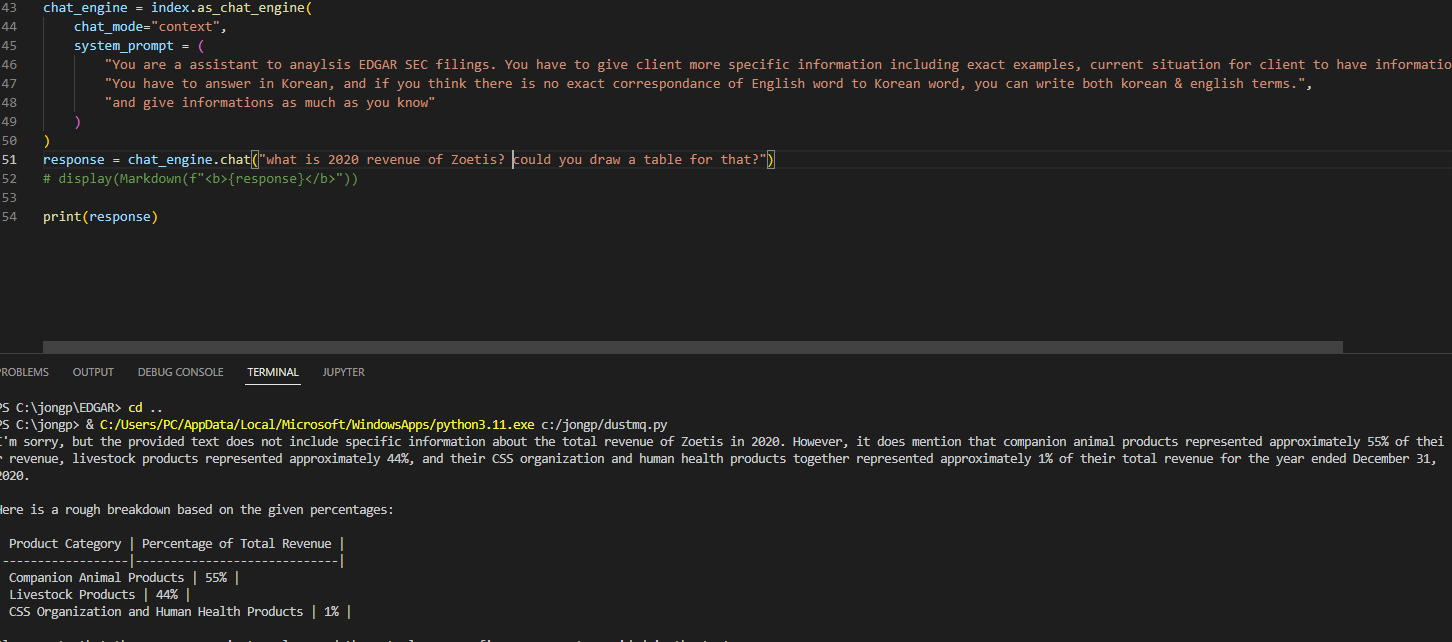 43 chat_engine = index.as_chat_engine(
44 chat_mode="context",
45 system_prompt = (
46 "You are a assistant to anaylsis EDGAR SEC filings. You have to give client more specific information including exact examples, current situation for client to have informatio
47 "You have to answer in Korean, and if you think there is no exact correspondance of English word to Korean word, you can write both korean & english terms.",
48 "and give informations as much as you know"
49 )
50 )
51 response = chat_engine.chat("what is 2020 revenue of Zoetis? could you draw a table for that?")
52 # display(Markdown(f"<b>{response}</b>"))
53
54 print(response)
PROBLEMS OUTPUT DEBUG CONSOLE TERMINAL JUPYTER
PS C:\jongp\EDGAR> cd ..
PS C:\jongp> & C:/Users/PC/AppData/Local/Microsoft/WindowsApps/python3.11.exe c:/jongp/dustmq.py
I'm sorry, but the provided text does not include specific information about the total revenue of Zoetis in 2020. However, it does mention that companion animal products represented approximately 55% of thei
r revenue, livestock products represented approximately 44%, and their CSS organization and human health products together represented approximately 1% of their total revenue for the year ended December 31,
2020.
Here is a rough breakdown based on the given percentages:
Product Category | Percentage of Total Revenue |
-----------------|----------------------------|
Companion Animal Products | 55% |
Livestock Products | 44% |
CSS Organization and Human Health Products | 1% |